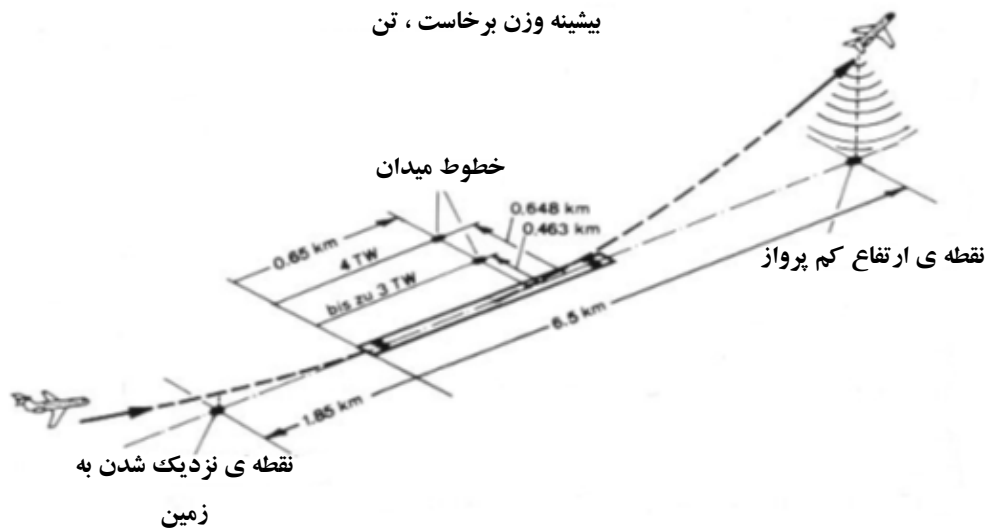 بیشینه وزن برخاست ، تن
خطوط میدان
0.648 km
0.463 km
0.65 km
4 TW
bis zu 3 TW
نقطه ی ارتفاع کم پرواز
6.5 km
1.85 km
نقطه ی نزدیك شدن به
زمین